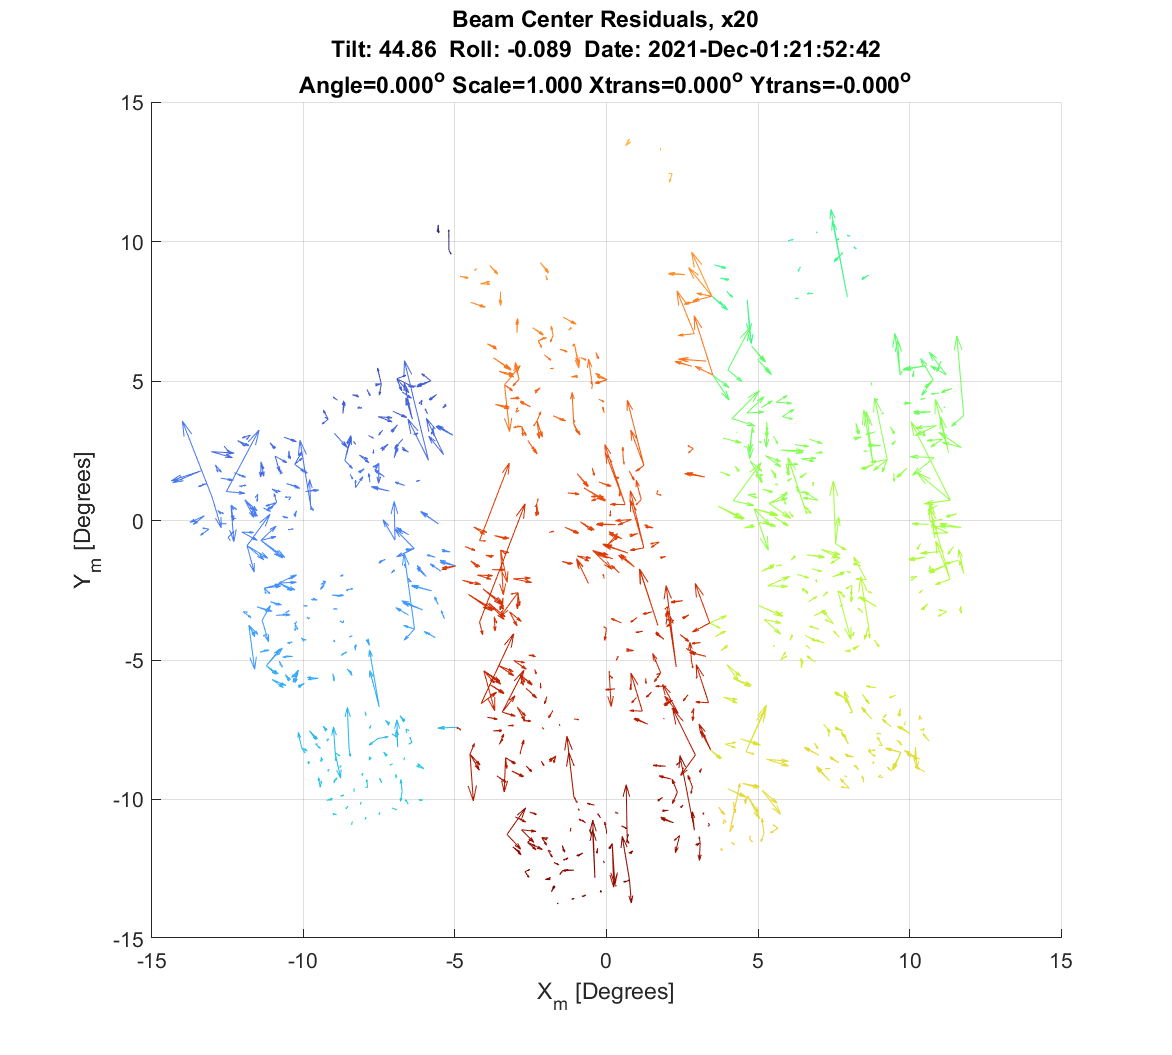 Beam Center Residuals, x20
Tilt: 44.86 Roll: -0.089 Date: 2021-Dec-01:21:52:42
Angle=0.000° Scale=1.000 Xtrans=0.000° Ytrans=-0.000°
15
10
5
0
-5
-10
-15
Y_m [Degrees]
-15 -10 -5 0 5 10 15
X_m [Degrees]